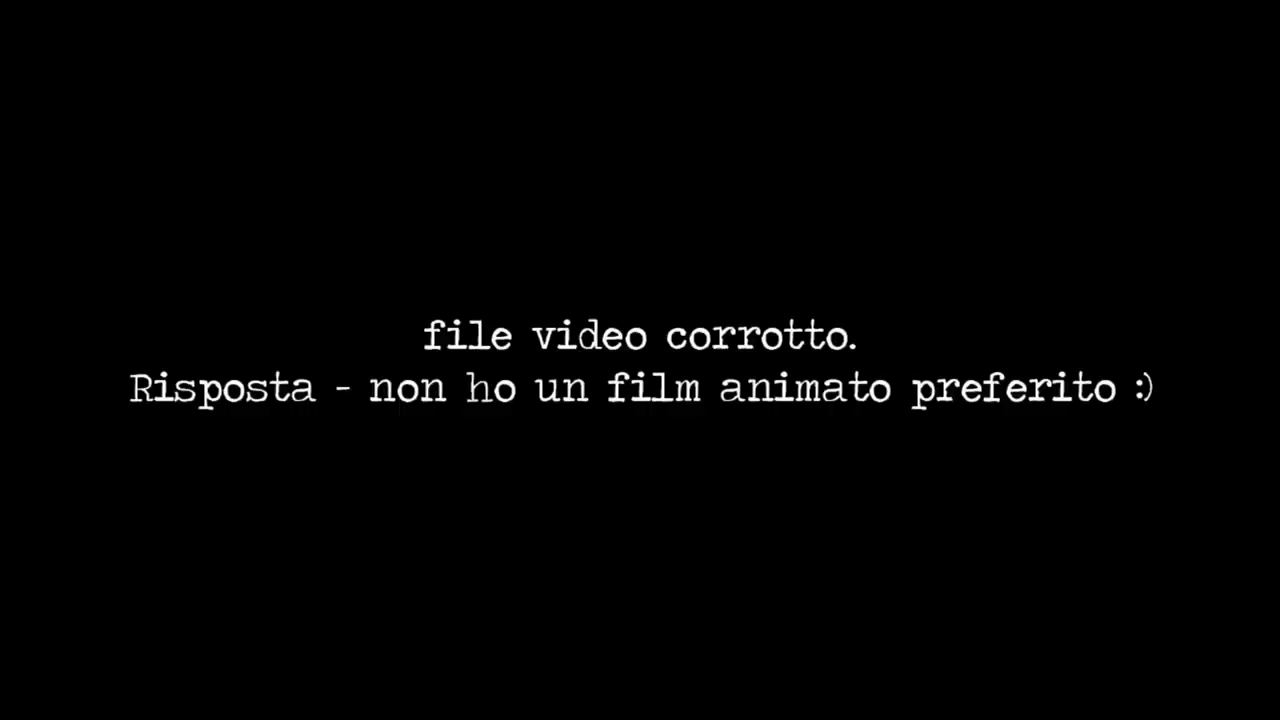 file video corrotto.
Risposta - non ho un film animato preferito :)